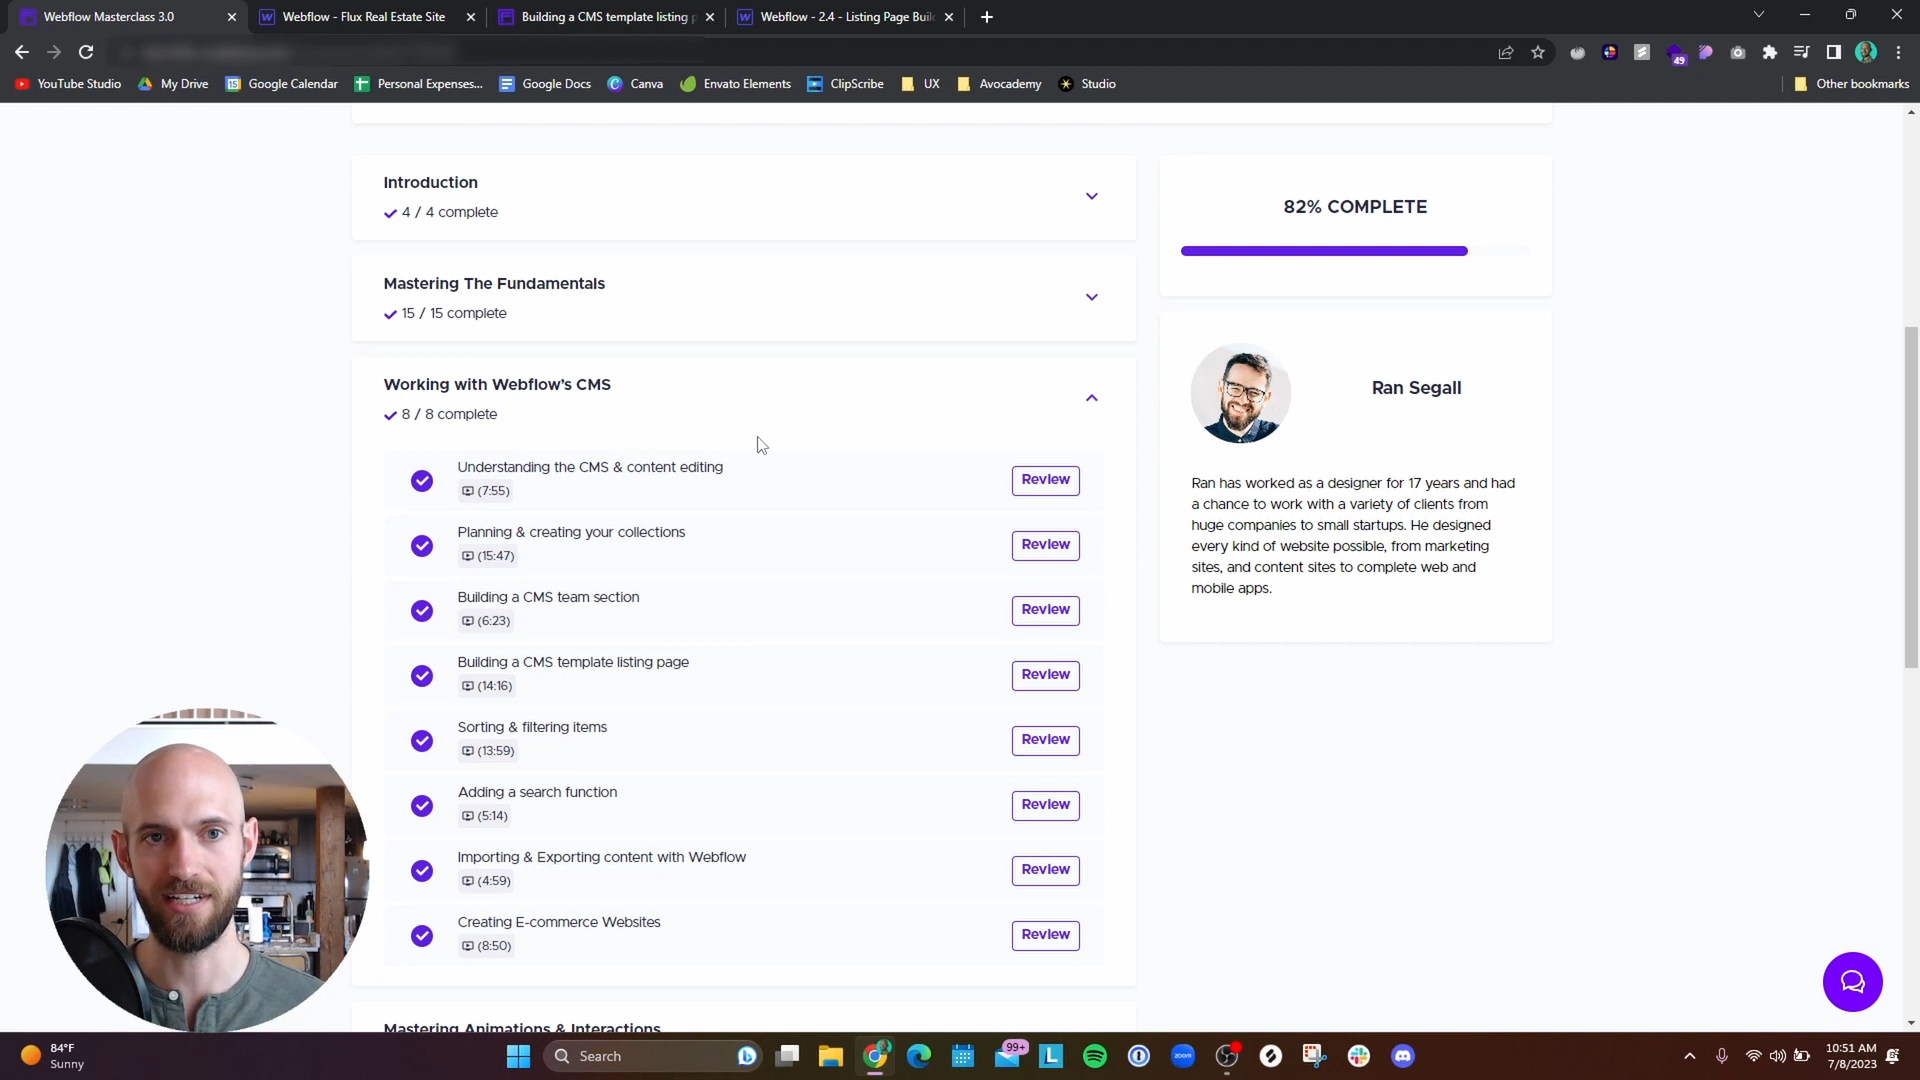 Webflow Masterclass 3.0
Webflow - Flux Real Estate Site
Building a CMS template listing p
Webflow - 2.4 - Listing Page Buil
49
YouTube Studio
My Drive
Google Calendar
Personal Expenses...
Google Docs
Canva
Envato Elements
ClipScribe
UX
Avocademy
Studio
Other bookmarks
Introduction
4 / 4 complete
Mastering The Fundamentals
15 / 15 complete
Working with Webflow's CMS
8 / 8 complete
Understanding the CMS & content editing
(7:55)
Review
Planning & creating your collections
(15:47)
Review
Building a CMS team section
(6:23)
Review
Building a CMS template listing page
(14:16)
Review
Sorting & filtering items
(13:59)
Review
Adding a search function
(5:14)
Review
Importing & Exporting content with Webflow
(4:59)
Review
Creating E-commerce Websites
(8:50)
Review
Mastering Animations & Interactions
82% COMPLETE
Ran Segall
Ran has worked as a designer for 17 years and had
a chance to work with a variety of clients from
huge companies to small startups. He designed
every kind of website possible, from marketing
sites, and content sites to complete web and
mobile apps.
84°F
Sunny
Search
99+
zoom
10:51 AM
7/8/2023